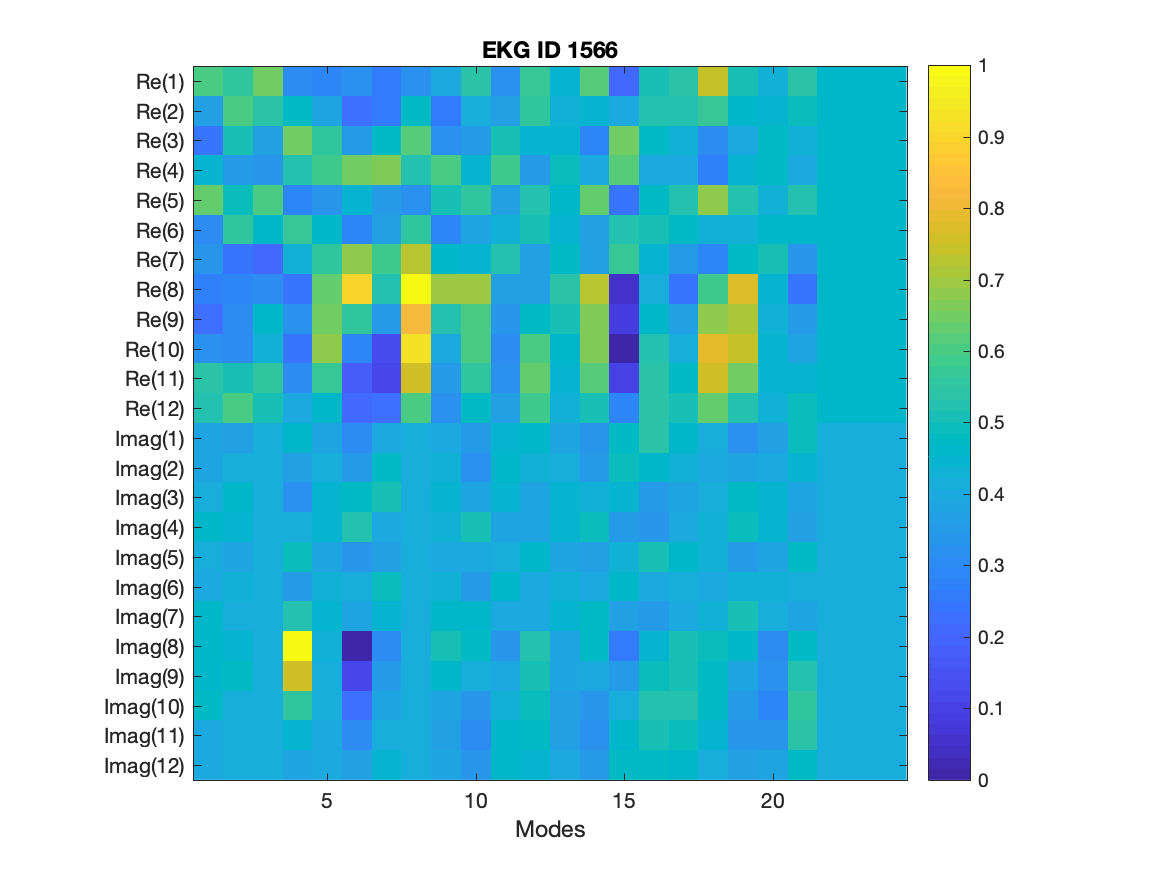 EKG ID 1566
Re(1)
Re(2)
Re(3)
Re(4)
Re(5)
Re(6)
Re(7)
Re(8)
Re(9)
Re(10)
Re(11)
Re(12)
Imag(1)
Imag(2)
Imag(3)
Imag(4)
Imag(5)
Imag(6)
Imag(7)
Imag(8)
Imag(9)
Imag(10)
Imag(11)
Imag(12)
5 10 15 20
Modes
1
0.9
0.8
0.7
0.6
0.5
0.4
0.3
0.2
0.1
0